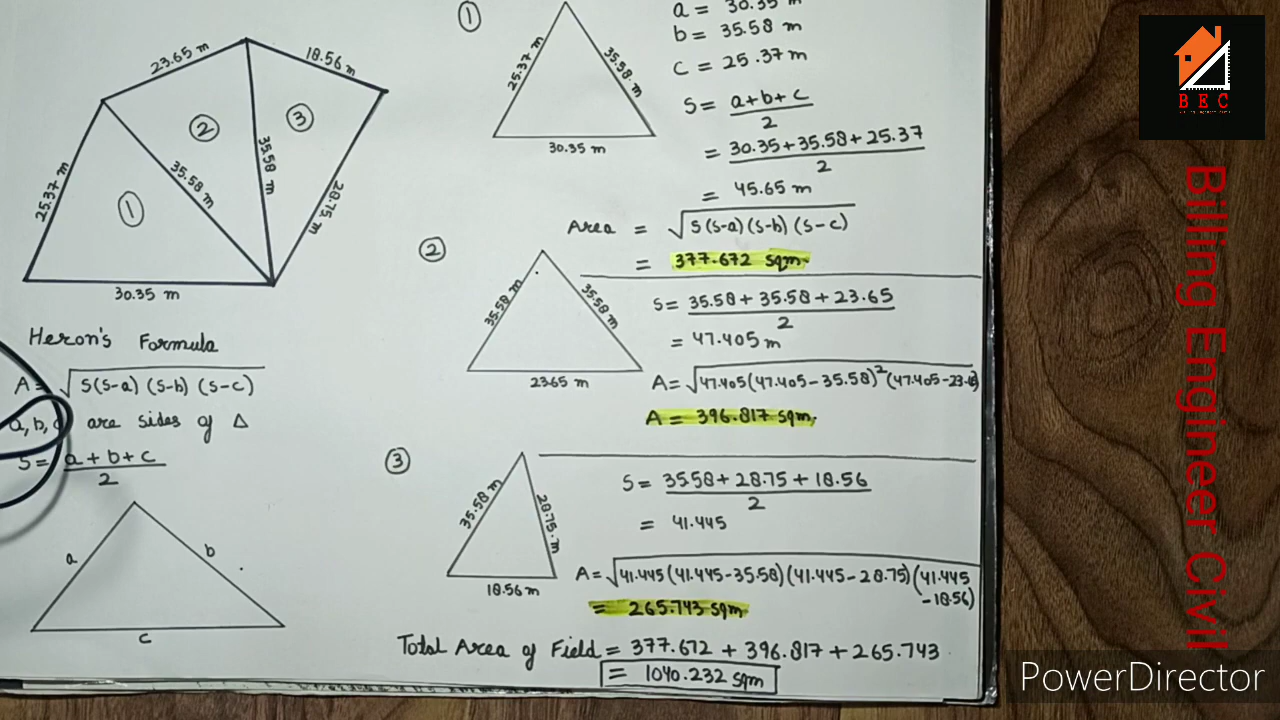 23.65 m
18.56 m
25.37 m
①
②
③
35.58 m
35.58 m
28.75 m
30.35 m
Heron's Formula
A = √S(S-a) (S-b) (S-c)
a, b, c are sides of Δ
S = a + b + c
2
a
b
c
①
25.37 m
35.58 m
30.35 m
a = 30.35 m
b = 35.58 m
c = 25.37 m
S = a+b+c
2
= 30.35+35.58+25.37
2
= 45.65 m
Area = √S(S-a) (S-b) (S-c)
= 377.672 sqm.
②
35.58 m
35.58 m
23.65 m
S = 35.58 + 35.58 + 23.65
2
= 47.405 m
A = √47.405(47.405-35.58)²(47.405-23.65)
A = 396.817 sqm.
③
35.58 m
28.75 m
18.56 m
S = 35.58 + 28.75 + 18.56
2
= 41.445
A = √41.445(41.445-35.58)(41.445-28.75)(41.445
-18.56)
= 265.743 sqm
Total Area of Field = 377.672 + 396.817 + 265.743
= 1040.232 sqm
BEC
Billing Engineer Civil
PowerDirector